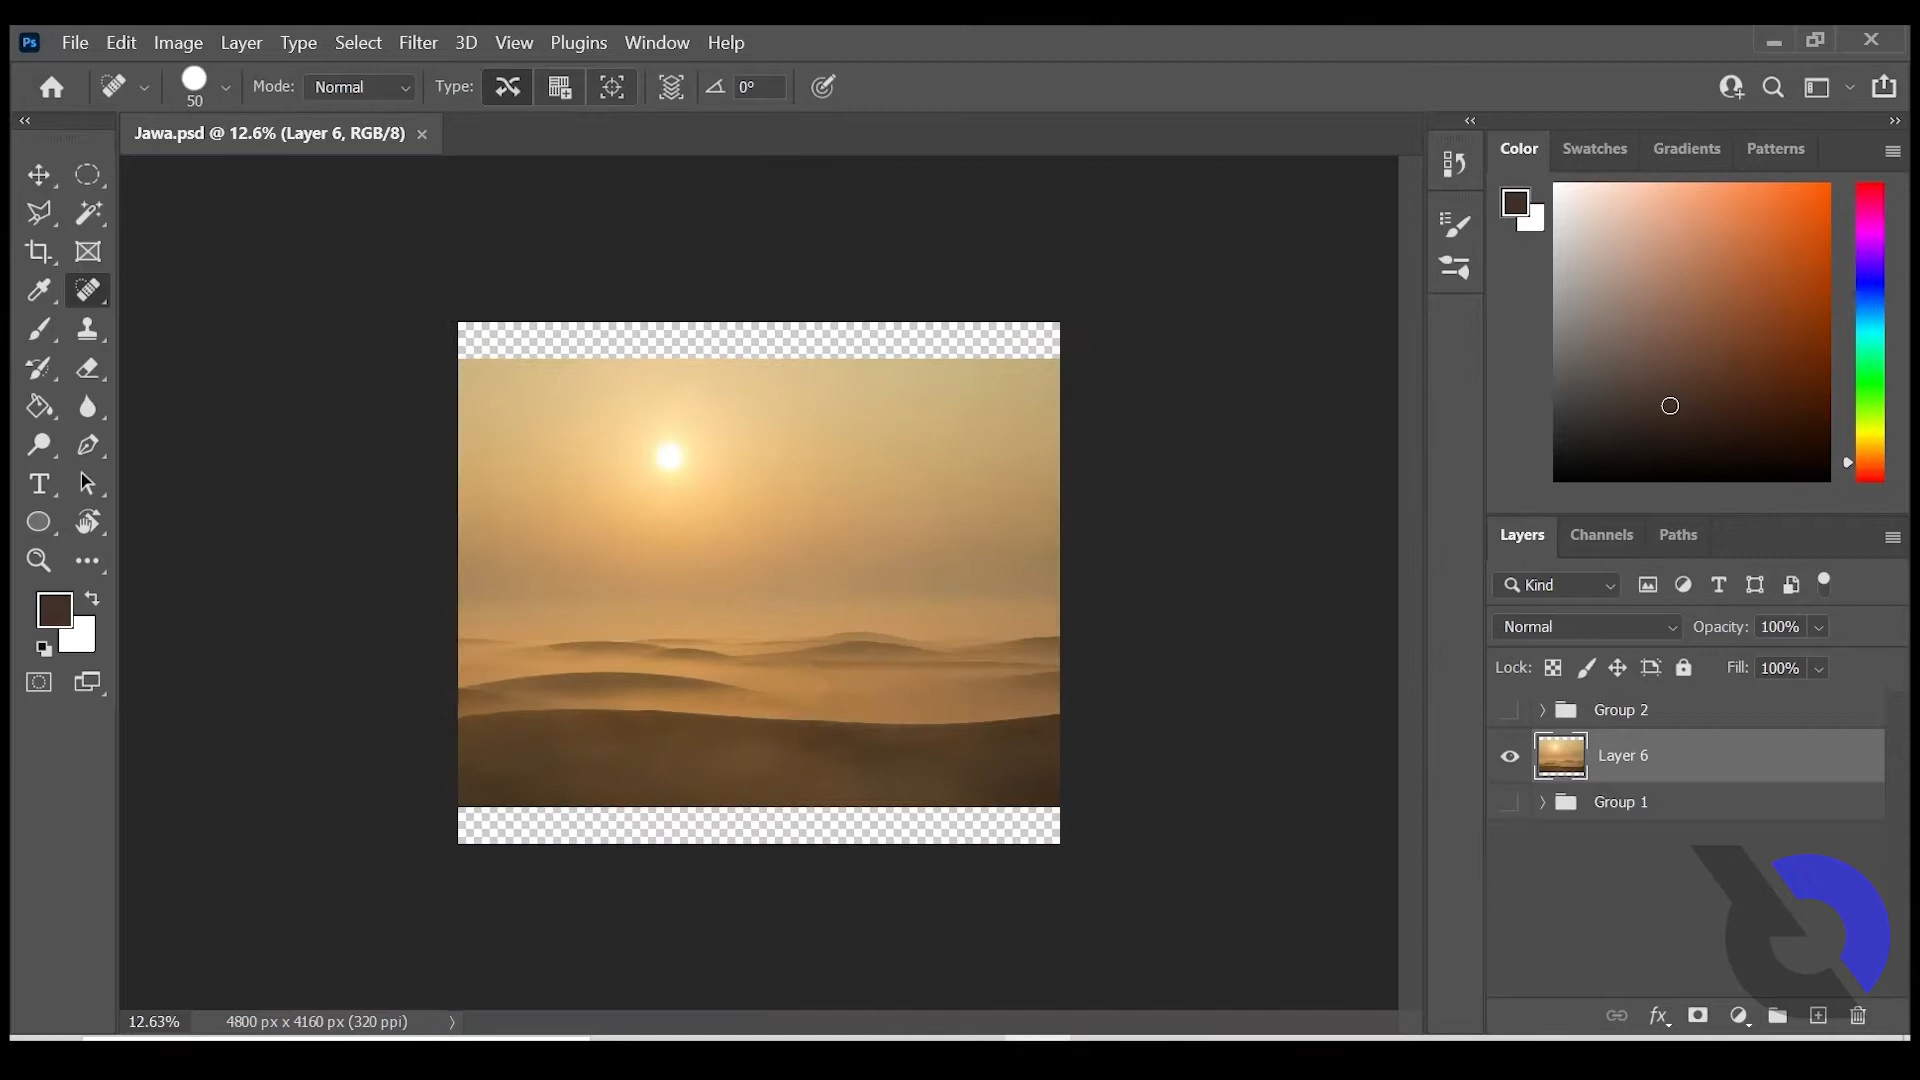 Ps File Edit Image Layer Type Select Filter 3D View Plugins Window Help
50 Mode: Normal Type: 0°
Jawa.psd @ 12.6% (Layer 6, RGB/8)
Color Swatches Gradients Patterns
Layers Channels Paths
Kind
Normal Opacity: 100%
Lock: Fill: 100%
Group 2
Layer 6
Group 1
fx
12.63% 4800 px x 4160 px (320 ppi)